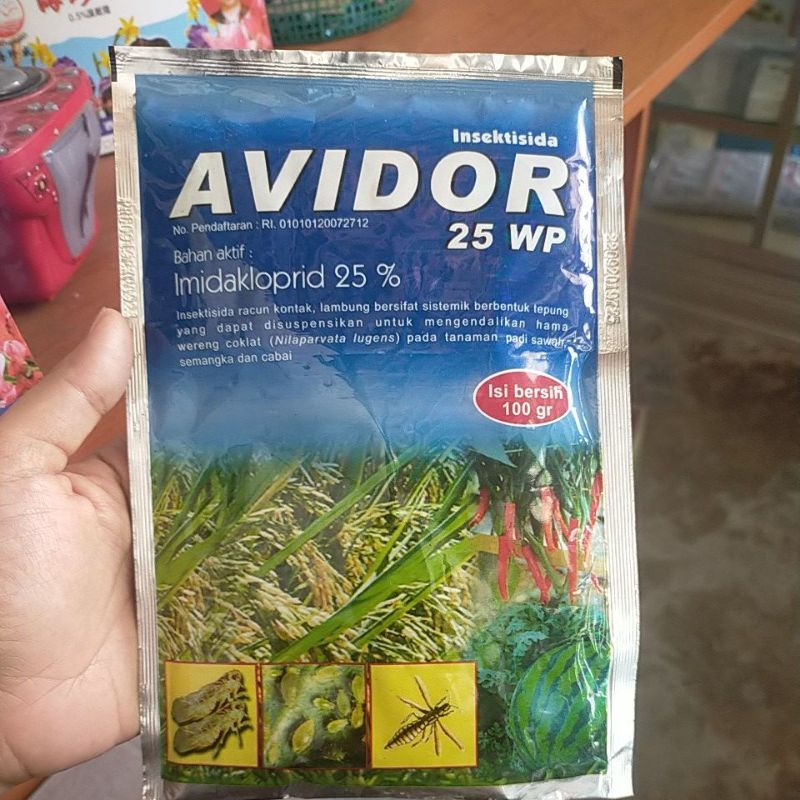 Insektisida
AVIDOR
25 WP
No. Pendaftaran : RI. 01010120072712
Bahan aktif :
Imidakloprid 25 %
Insektisida racun kontak, lambung bersifat sistemik berbentuk tepung
yang dapat disuspensikan untuk mengendalikan hama
wereng coklat (Nilaparvata lugens) pada tanaman padi sawah,
semangka dan cabai
Isi bersih
100 gr